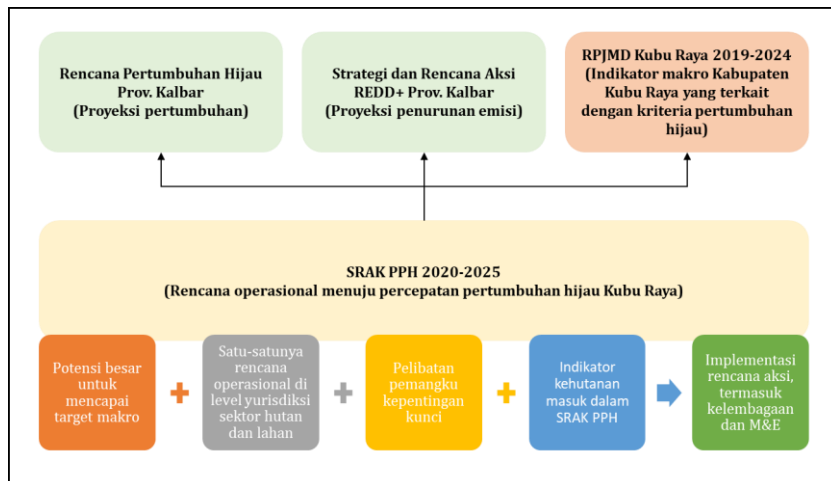 Rencana Pertumbuhan Hijau
Prov. Kalbar
(Proyeksi pertumbuhan)
Strategi dan Rencana Aksi
REDD+ Prov. Kalbar
(Proyeksi penurunan emisi)
RPJMD Kubu Raya 2019-2024
(Indikator makro Kabupaten
Kubu Raya yang terkait
dengan kriteria pertumbuhan
hijau)
SRAK PPH 2020-2025
(Rencana operasional menuju percepatan pertumbuhan hijau Kubu Raya)
Potensi besar
untuk
mencapai
target makro
Satu-satunya
rencana
operasional di
level yurisdiksi
sektor hutan
dan lahan
Pelibatan
pemangku
kepentingan
kunci
Indikator
kehutanan
masuk dalam
SRAK PPH
Implementasi
rencana aksi,
termasuk
kelembagaan
dan M&E